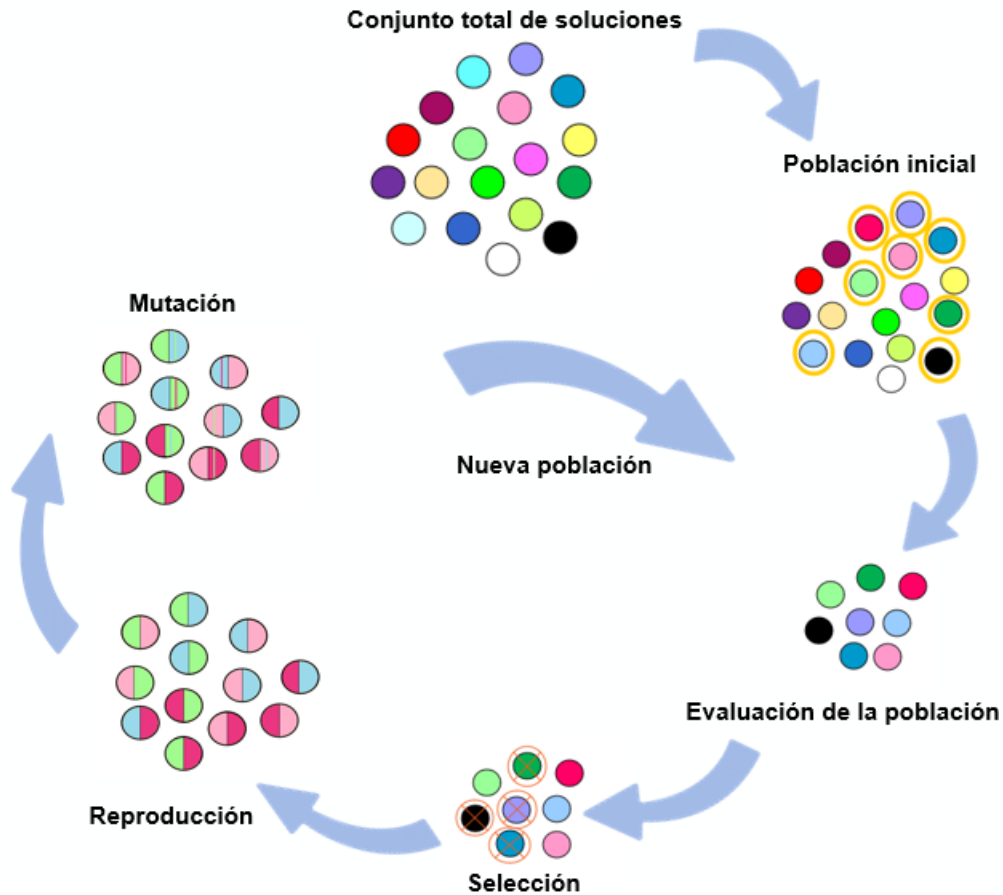 Conjunto total de soluciones
Población inicial
Mutación
Nueva población
Evaluación de la población
Reproducción
Selección